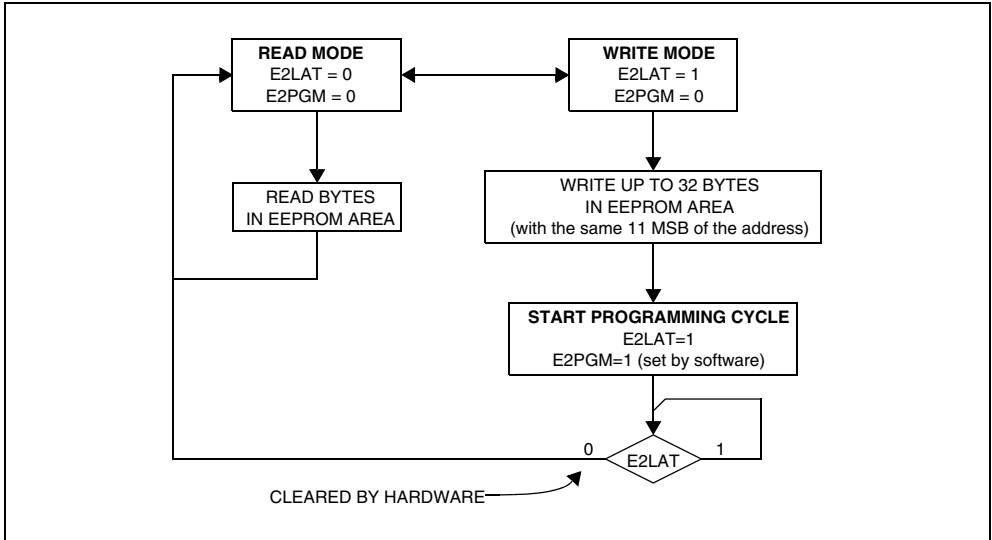 READ MODE
E2LAT = 0
E2PGM = 0
WRITE MODE
E2LAT = 1
E2PGM = 0
READ BYTES
IN EEPROM AREA
WRITE UP TO 32 BYTES
IN EEPROM AREA
(with the same 11 MSB of the address)
START PROGRAMMING CYCLE
E2LAT=1
E2PGM=1 (set by software)
0
E2LAT
1
CLEARED BY HARDWARE